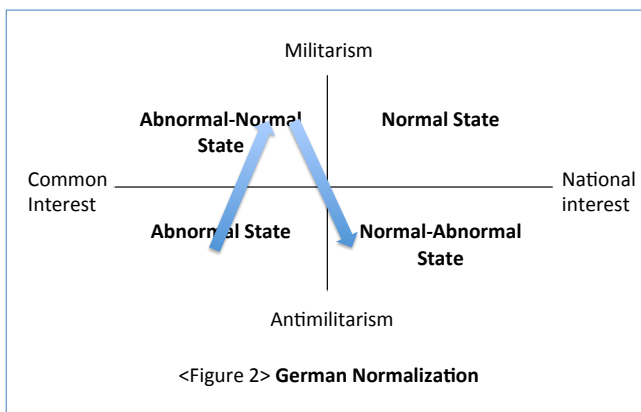 Militarism
Abnormal-Normal
State
Normal State
Common
Interest
National
interest
Abnormal State
Normal-Abnormal
State
Antimilitarism
<Figure 2> German Normalization